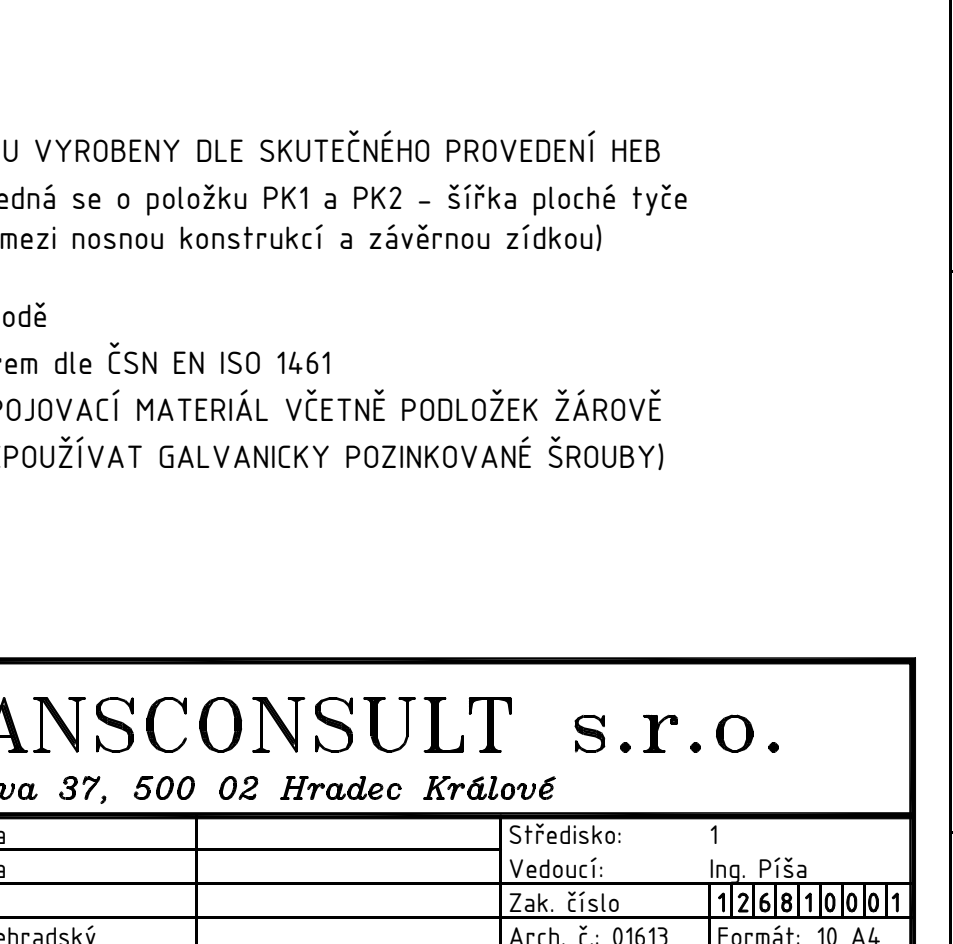 U VYROBENY DLE SKUTEČNÉHO PROVEDENÍ HEB
edná se o položku PK1 a PK2 - šířka ploché tyče
mezi nosnou konstrukcí a závěrnou zídkou)
odě
rem dle ČSN EN ISO 1461
POJOVACÍ MATERIÁL VČETNĚ PODLOŽEK ŽÁROVĚ
EPOUŽÍVAT GALVANICKY POZINKOVANÉ ŠROUBY)
ANSCONSULT s.r.o.
va 37, 500 02 Hradec Králové
a Středisko: 1
a Vedoucí: Ing. Píša
Zak. číslo 126810001
ehradský Arch. č.: 01613 Formát: 10 A4